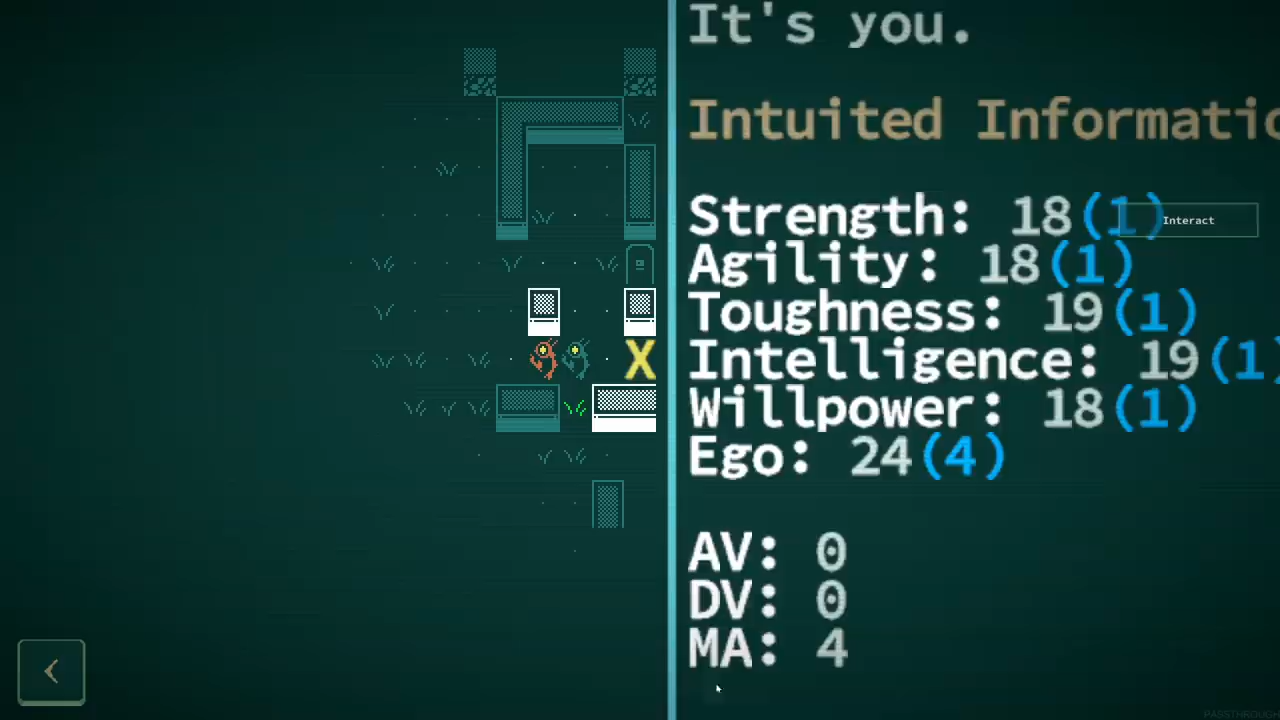 It's you.
Intuited Informatio
Strength: 18(1)
Interact
Agility: 18(1)
Toughness: 19(1)
Intelligence: 19(1)
Willpower: 18(1)
Ego: 24(4)
X
AV: 0
DV: 0
MA: 4
PASSTHROUGH